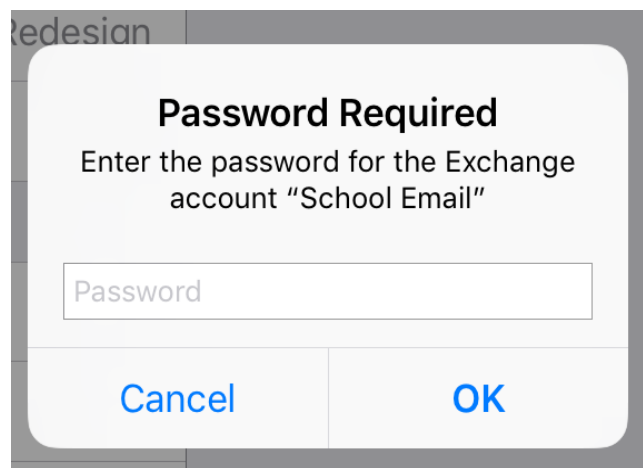 Redesign
Password Required
Enter the password for the Exchange
account “School Email”
Password
Cancel
OK